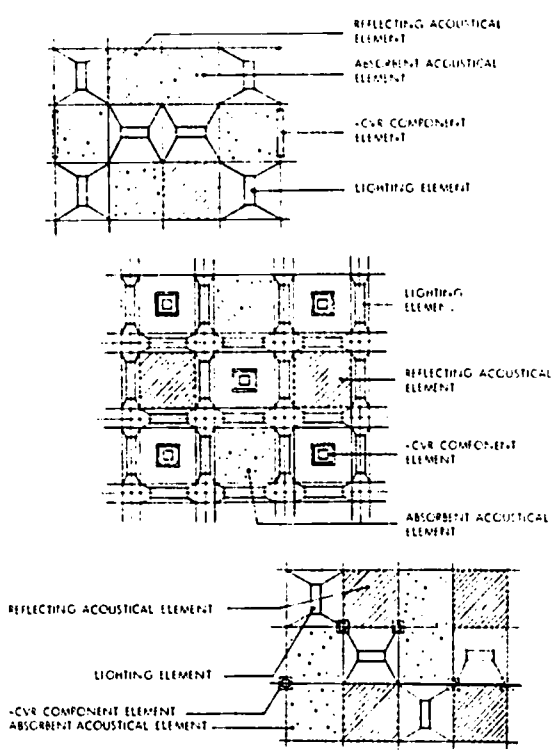 REFLECTING ACOUSTICAL
ELEMENT
ABSORBENT ACOUSTICAL
ELEMENT
COMPONENT
ELEMENT
LIGHTING ELEMENT
LIGHTING
ELEMENT
REFLECTING ACOUSTICAL
ELEMENT
COMPONENT
ELEMENT
ABSORBENT ACOUSTICAL
ELEMENT
REFLECTING ACOUSTICAL ELEMENT
LIGHTING ELEMENT
COMPONENT ELEMENT
ABSORBENT ACOUSTICAL ELEMENT